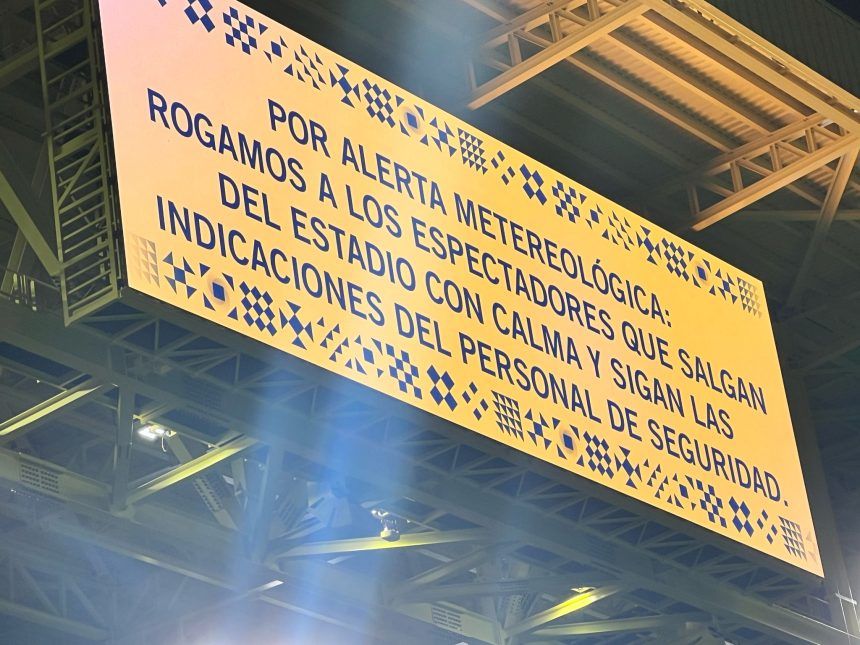 POR ALERTA METEREOLÓGICA:
ROGAMOS A LOS ESPECTADORES QUE SALGAN
DEL ESTADIO CON CALMA Y SIGAN LAS
INDICACIONES DEL PERSONAL DE SEGURIDAD.